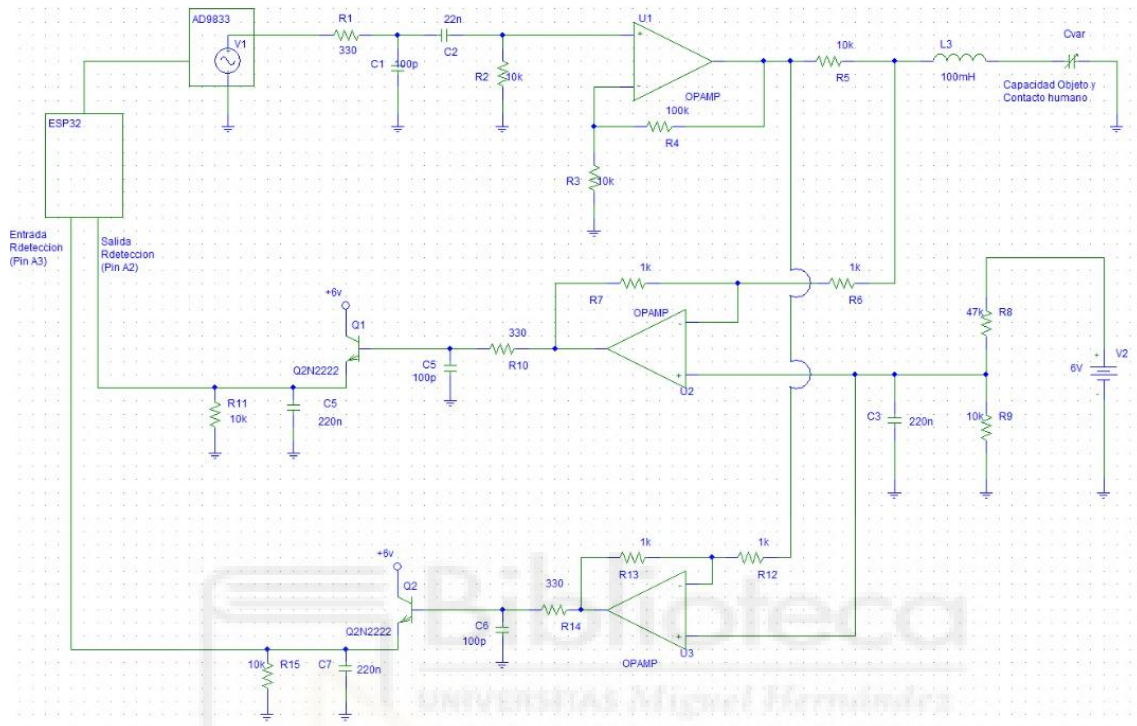 AD9833
V1
R1
330
C1
100p
22n
C2
R2
10k
U1
OPAMP
100k
R4
R3
10k
10k
R5
L3
100mH
Cvar
Capacidad Objeto y
Contacto humano
ESP32
Entrada
Rdeteccion
(Pin A3)
Salida
Rdeteccion
(Pin A2)
+6v
Q1
Q2N2222
R11
10k
C5
220n
C5
100p
330
R10
1k
R7
OPAMP
U2
1k
R6
47k
R8
10k
R9
C3
220n
6V
V2
+6v
Q2
Q2N2222
10k
R15
C7
220n
C6
100p
330
R14
1k
R13
1k
R12
U3
OPAMP
Biblioteca
UNIVERSITAS Miguel Hernández